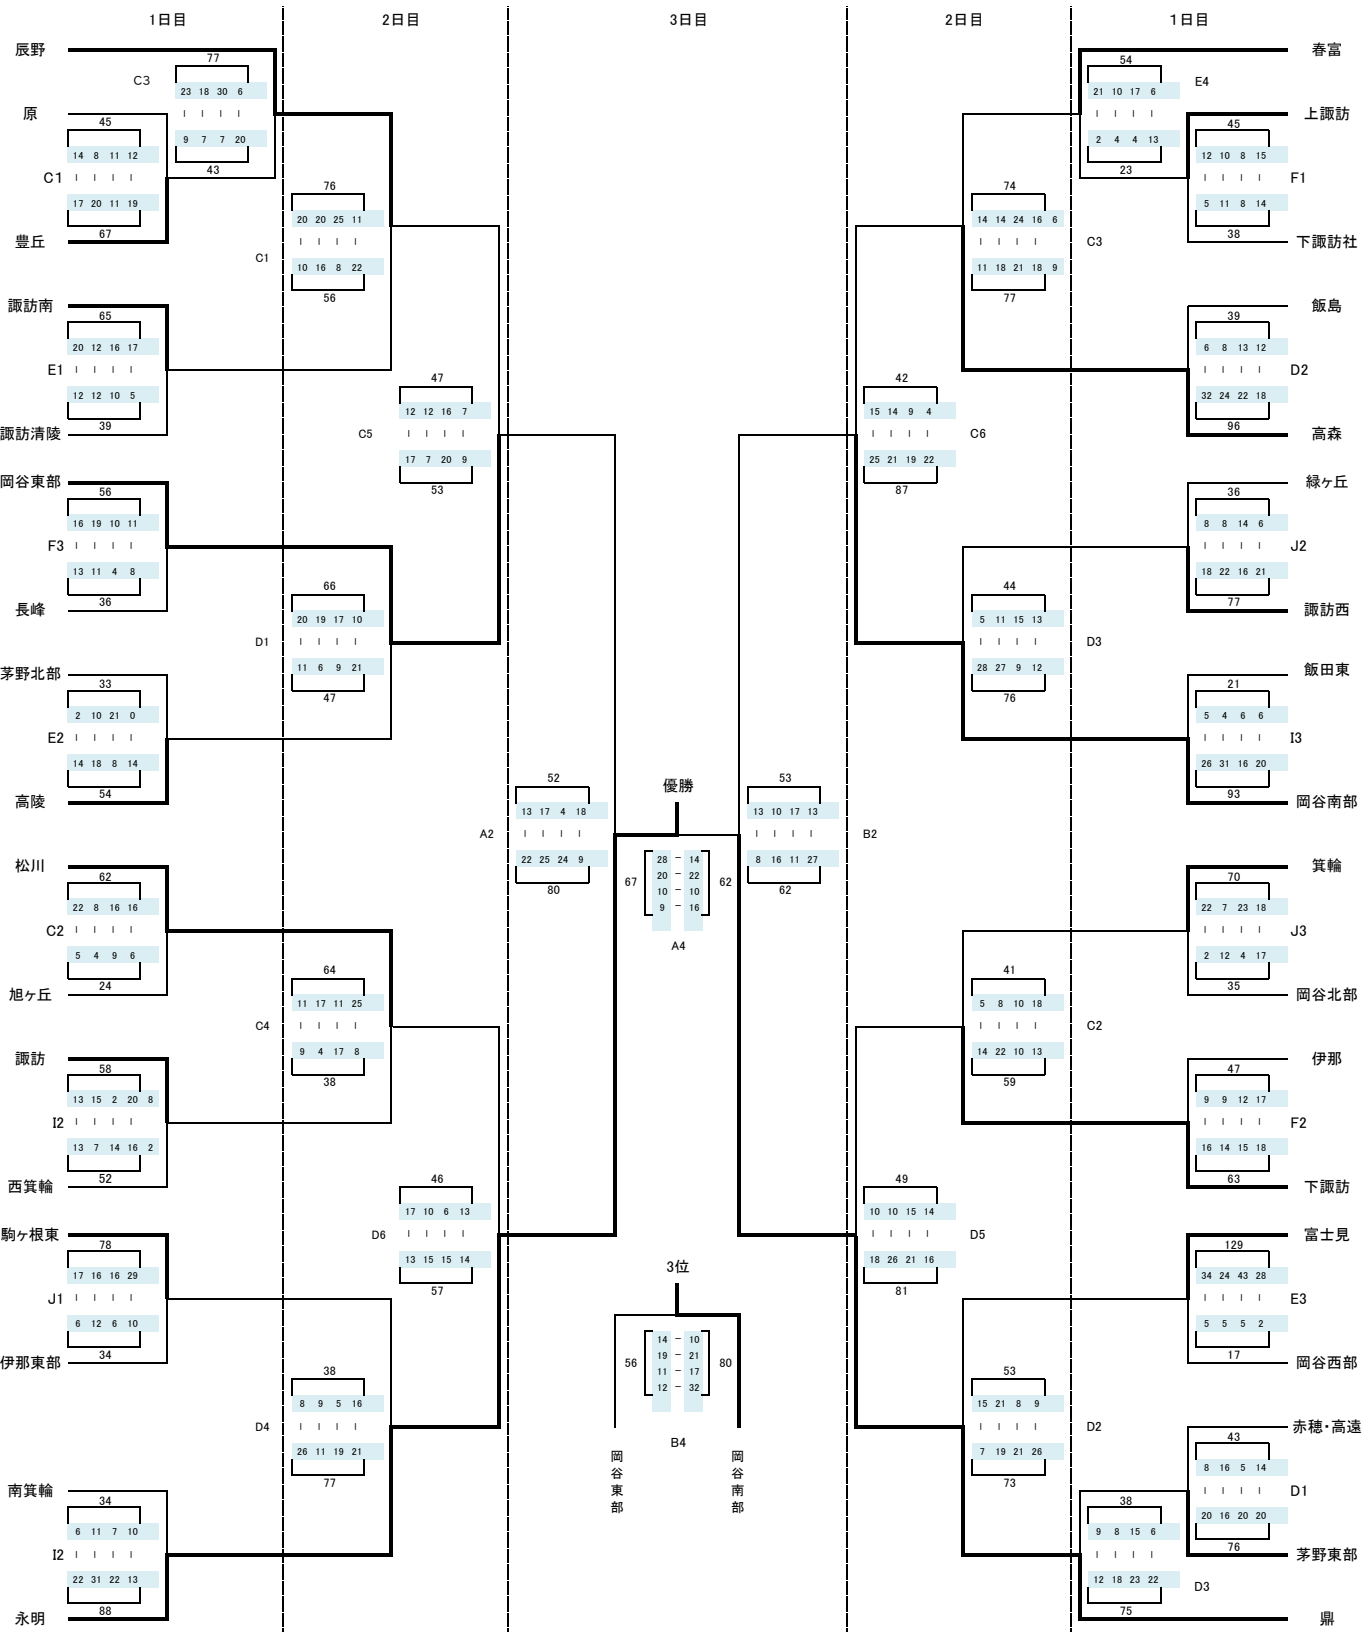 1日目 2日目 3日目 2日目 1日目
辰野
77
C3
23 18 30 6
9 7 7 20
43
原
45
14 8 11 12
C1
17 20 11 19
67
豊丘
76
20 20 25 11
C1
10 16 8 22
56
諏訪南
65
20 12 16 17
E1
12 12 10 5
39
諏訪清陵
47
12 12 16 7
C5
17 7 20 9
53
岡谷東部
56
16 19 10 11
F3
13 11 4 8
36
長峰
66
20 19 17 10
D1
11 6 9 21
47
茅野北部
33
2 10 21 0
E2
14 18 8 14
54
高陵
52
13 17 4 18
A2
22 25 24 9
80
松川
62
22 8 16 16
C2
5 4 9 6
24
旭ヶ丘
64
11 17 11 25
C4
9 4 17 8
38
諏訪
58
13 15 2 20 8
I2
13 7 14 16 2
52
西箕輪
46
17 10 6 13
D6
13 15 15 14
57
駒ヶ根東
78
17 16 16 29
J1
6 12 6 10
34
伊那東部
38
8 9 5 16
D4
26 11 19 21
77
南箕輪
34
6 11 7 10
I2
22 31 22 13
88
永明
優勝
67
28 － 14
20 － 22
10 － 10
9 － 16
62
A4
3位
56
14 － 10
19 － 21
11 － 17
12 － 32
80
B4
岡谷東部
岡谷南部
春富
54
E4
21 10 17 6
2 4 4 13
23
上諏訪
45
12 10 8 15
F1
5 11 8 14
38
下諏訪社
74
14 14 24 16 6
C3
11 18 21 18 9
77
飯島
39
6 8 13 12
D2
32 24 22 18
96
高森
42
15 14 9 4
C6
25 21 19 22
87
緑ヶ丘
36
8 8 14 6
J2
18 22 16 21
77
諏訪西
44
5 11 15 13
D3
28 27 9 12
76
飯田東
21
5 4 6 6
I3
26 31 16 20
93
岡谷南部
53
13 10 17 13
B2
8 16 11 27
62
箕輪
70
22 7 23 18
J3
2 12 4 17
35
岡谷北部
41
5 8 10 18
C2
14 22 10 13
59
伊那
47
9 9 12 17
F2
16 14 15 18
63
下諏訪
49
10 10 15 14
D5
18 26 21 16
81
富士見
129
34 24 43 28
E3
5 5 5 2
17
岡谷西部
53
15 21 8 9
D2
7 19 21 26
73
赤穂・高遠
43
8 16 5 14
D1
20 16 20 20
76
茅野東部
38
9 8 15 6
12 18 23 22
D3
75
鼎